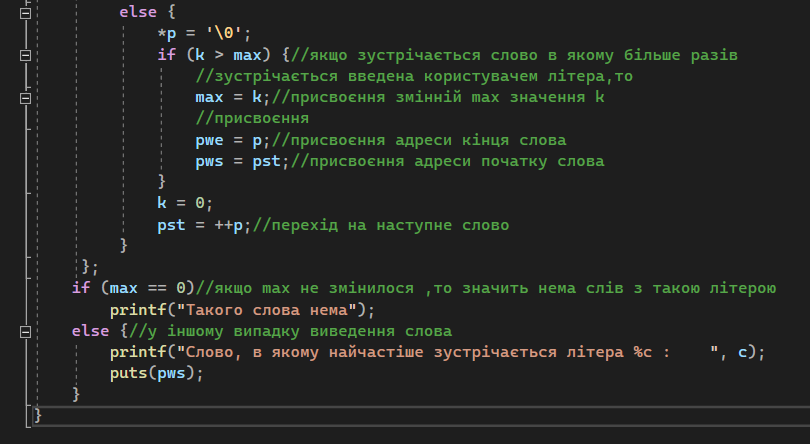 else {
*p = '\0';
if (k > max) {//якщо зустрічається слово в якому більше разів
//зустрічається введена користувачем літера,то
max = k;//присвоєння змінній max значення k
//присвоєння
pwe = p;//присвоєння адреси кінця слова
pws = pst;//присвоєння адреси початку слова
}
k = 0;
pst = ++p;//перехід на наступне слово
}
};
if (max == 0)//якщо max не змінилося ,то значить нема слів з такою літерою
printf("Такого слова нема");
else {//у іншому випадку виведення слова
printf("Слово, в якому найчастіше зустрічається літера %c :    ", c);
puts(pws);
}
}